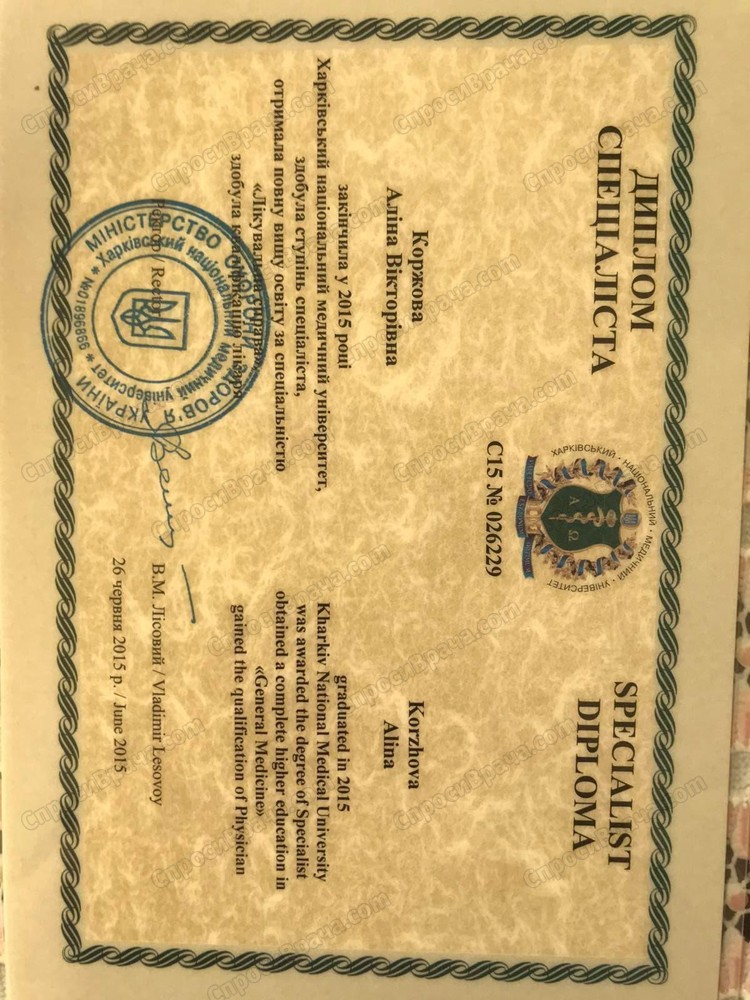 ДИПЛОМ
СПЕЦІАЛІСТА
SPECIALIST
DIPLOMA
ХАРКІВСЬКИЙ · НАЦІОНАЛЬНИЙ · МЕДИЧНИЙ · УНІВЕРСИТЕТ
Α Ω
С15 № 026229
Коржова
Аліна Вікторівна
закінчила у 2015 році
Харківський національний медичний університет,
здобула ступінь спеціаліста,
отримала повну вищу освіту за спеціальністю
«Лікувальна справа»
здобула кваліфікацію лікаря
Korzhova
Alina
graduated in 2015
Kharkiv National Medical University
was awarded the degree of Specialist
obtained a complete higher education in
«General Medicine»
gained the qualification of Physician
Ректор / Rector
В.М. Лісовий / Vladimir Lesovoy
26 червня 2015 р. / June 2015
МІНІСТЕРСТВО ОХОРОНИ ЗДОРОВ'Я УКРАЇНИ
Харківський національний медичний університет * №01896866 *
СпросиВрача.com